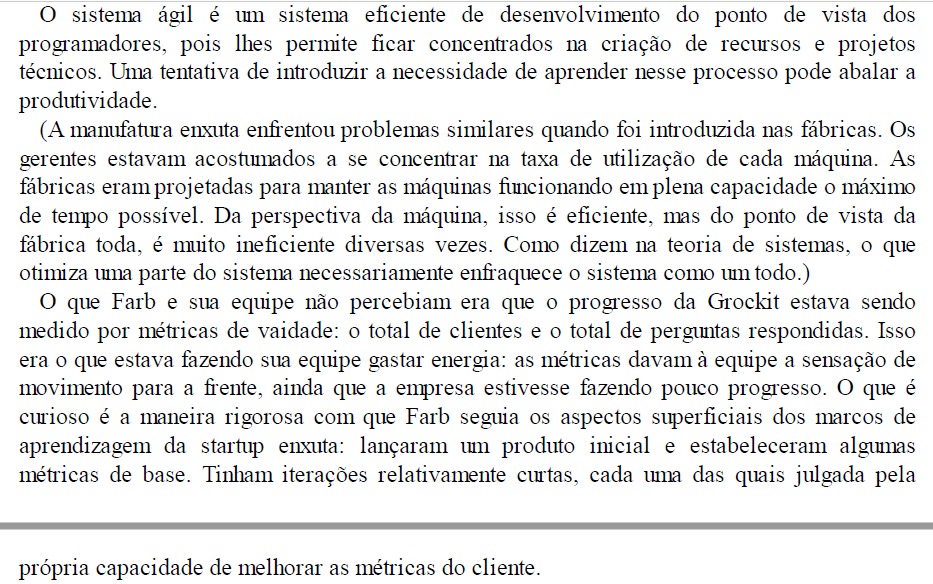 O sistema ágil é um sistema eficiente de desenvolvimento do ponto de vista dos
programadores, pois lhes permite ficar concentrados na criação de recursos e projetos
técnicos. Uma tentativa de introduzir a necessidade de aprender nesse processo pode abalar a
produtividade.
(A manufatura enxuta enfrentou problemas similares quando foi introduzida nas fábricas. Os
gerentes estavam acostumados a se concentrar na taxa de utilização de cada máquina. As
fábricas eram projetadas para manter as máquinas funcionando em plena capacidade o máximo
de tempo possível. Da perspectiva da máquina, isso é eficiente, mas do ponto de vista da
fábrica toda, é muito ineficiente diversas vezes. Como dizem na teoria de sistemas, o que
otimiza uma parte do sistema necessariamente enfraquece o sistema como um todo.)
O que Farb e sua equipe não percebiam era que o progresso da Grockit estava sendo
medido por métricas de vaidade: o total de clientes e o total de perguntas respondidas. Isso
era o que estava fazendo sua equipe gastar energia: as métricas davam à equipe a sensação de
movimento para a frente, ainda que a empresa estivesse fazendo pouco progresso. O que é
curioso é a maneira rigorosa com que Farb seguia os aspectos superficiais dos marcos de
aprendizagem da startup enxuta: lançaram um produto inicial e estabeleceram algumas
métricas de base. Tinham iterações relativamente curtas, cada uma das quais julgada pela
própria capacidade de melhorar as métricas do cliente.